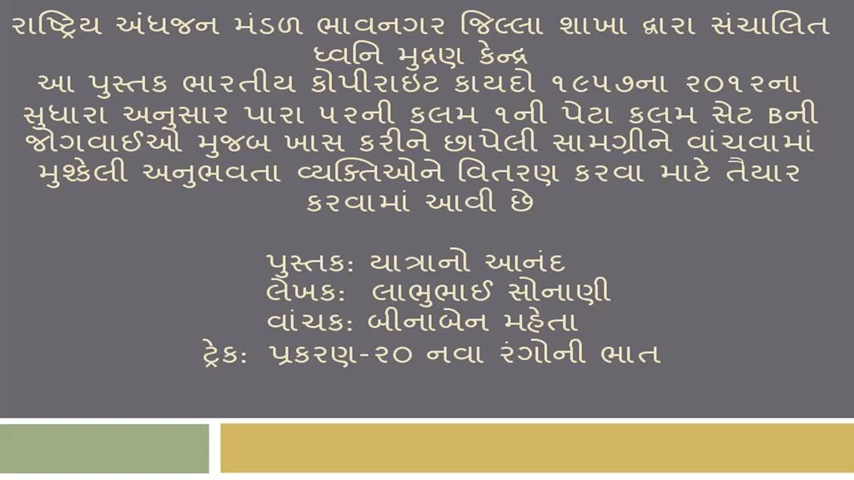 રાષ્ટ્રિય અંધજન મંડળ ભાવનગર જિલ્લા શાખા દ્વારા સંચાલિત
ધ્વનિ મુદ્રણ કેન્દ્ર
આ પુસ્તક ભારતીય કોપીરાઇટ કાયદો ૧૯૫૭ના ૨૦૧૨ના
સુધારા અનુસાર પારા ૫૨ની કલમ ૧ની પેટા કલમ સેટ Bની
જોગવાઈઓ મુજબ ખાસ કરીને છાપેલી સામગ્રીને વાંચવામાં
મુશ્કેલી અનુભવતા વ્યક્તિઓને વિતરણ કરવા માટે તૈયાર
કરવામાં આવી છે
પુસ્તક: યાત્રાનો આનંદ
લેખક: લાભુભાઈ સોનાણી
વાંચક: બીનાબેન મહેતા
ટ્રેક: પ્રકરણ-૨૦ નવા રંગોની ભાત